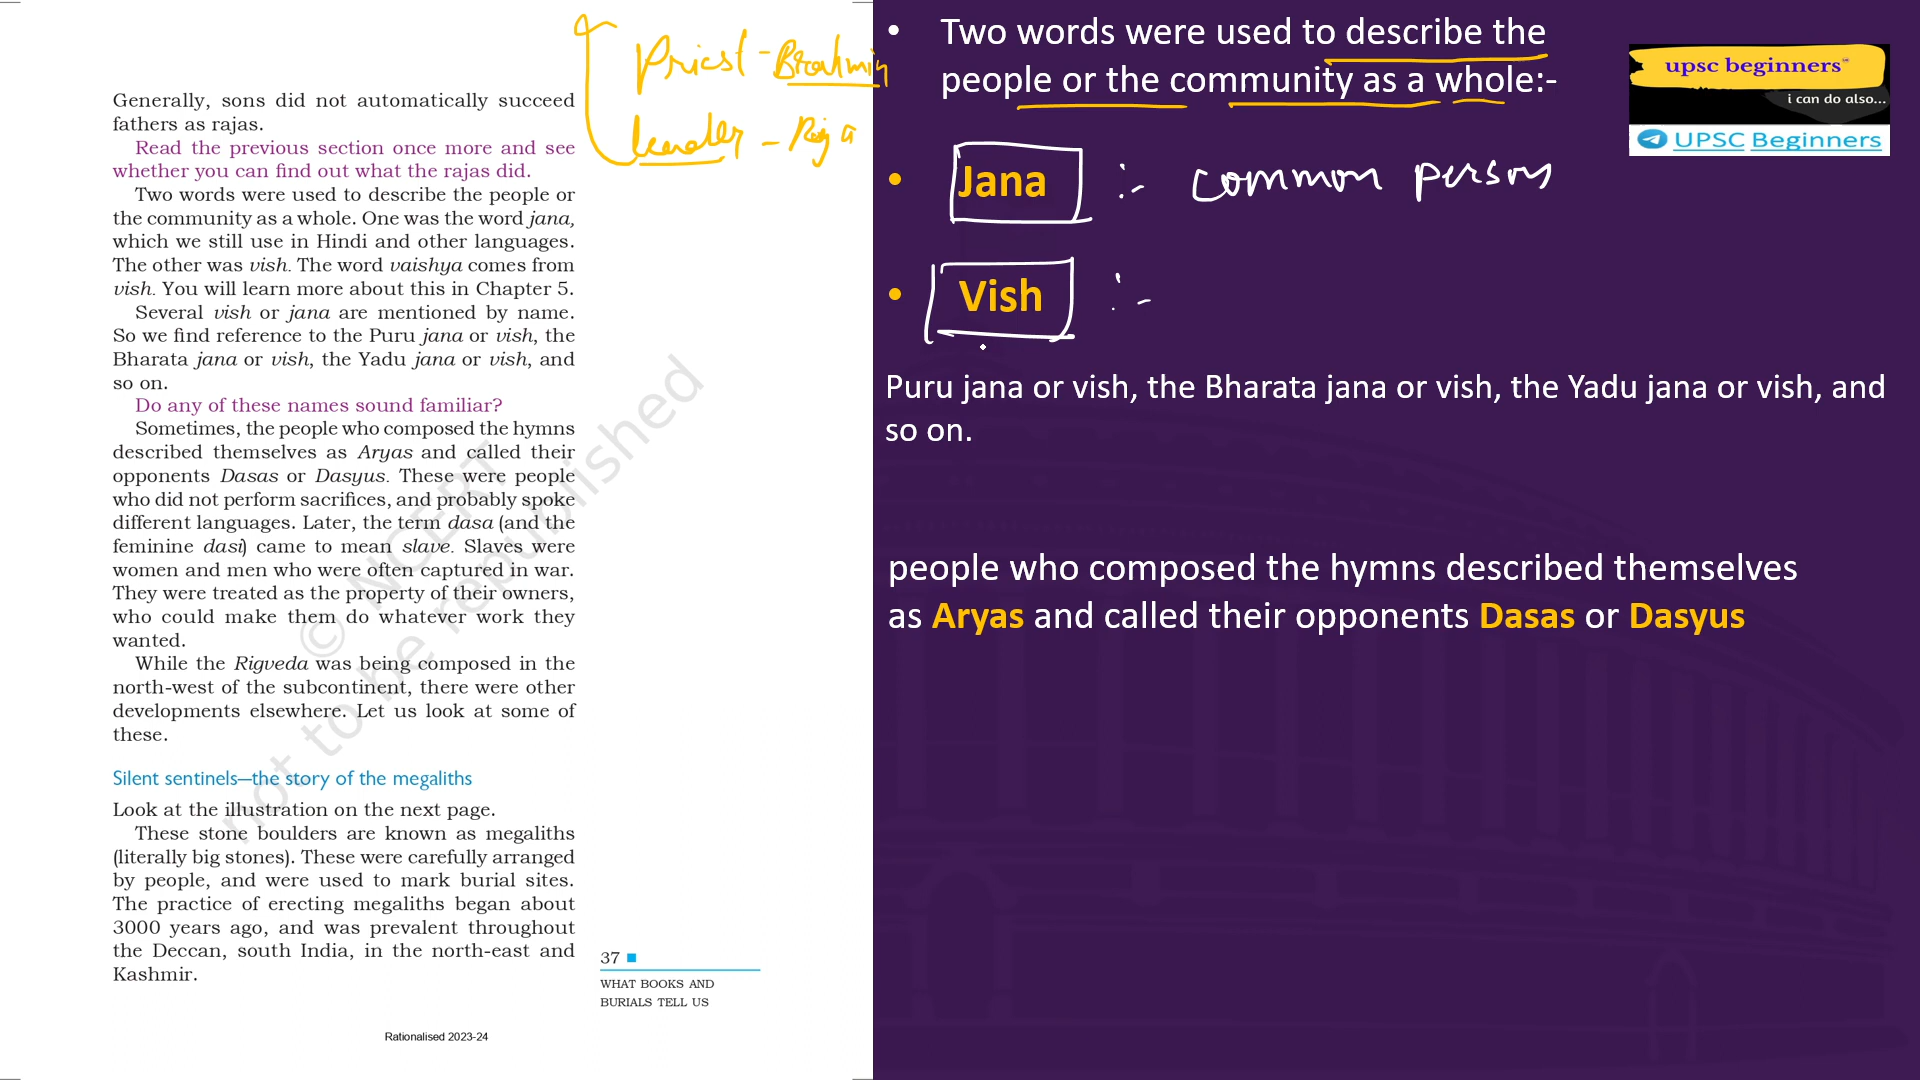 Priest - Brahmin
leader - Raja
Generally, sons did not automatically succeed
fathers as rajas.
Read the previous section once more and see
whether you can find out what the rajas did.
Two words were used to describe the people or
the community as a whole. One was the word jana,
which we still use in Hindi and other languages.
The other was vish. The word vaishya comes from
vish. You will learn more about this in Chapter 5.
Several vish or jana are mentioned by name.
So we find reference to the Puru jana or vish, the
Bharata jana or vish, the Yadu jana or vish, and
so on.
Do any of these names sound familiar?
Sometimes, the people who composed the hymns
described themselves as Aryas and called their
opponents Dasas or Dasyus. These were people
who did not perform sacrifices, and probably spoke
different languages. Later, the term dasa (and the
feminine dasi) came to mean slave. Slaves were
women and men who were often captured in war.
They were treated as the property of their owners,
who could make them do whatever work they
wanted.
While the Rigveda was being composed in the
north-west of the subcontinent, there were other
developments elsewhere. Let us look at some of
these.
Silent sentinels—the story of the megaliths
Look at the illustration on the next page.
These stone boulders are known as megaliths
(literally big stones). These were carefully arranged
by people, and were used to mark burial sites.
The practice of erecting megaliths began about
3000 years ago, and was prevalent throughout
the Deccan, south India, in the north-east and
Kashmir.
37
WHAT BOOKS AND
BURIALS TELL US
Rationalised 2023-24
© NCERT
not to be republished
• Two words were used to describe the
people or the community as a whole:-
• Jana :- common persons
• Vish :-
Puru jana or vish, the Bharata jana or vish, the Yadu jana or vish, and
so on.
people who composed the hymns described themselves
as Aryas and called their opponents Dasas or Dasyus
upsc beginners
i can do also...
UPSC Beginners